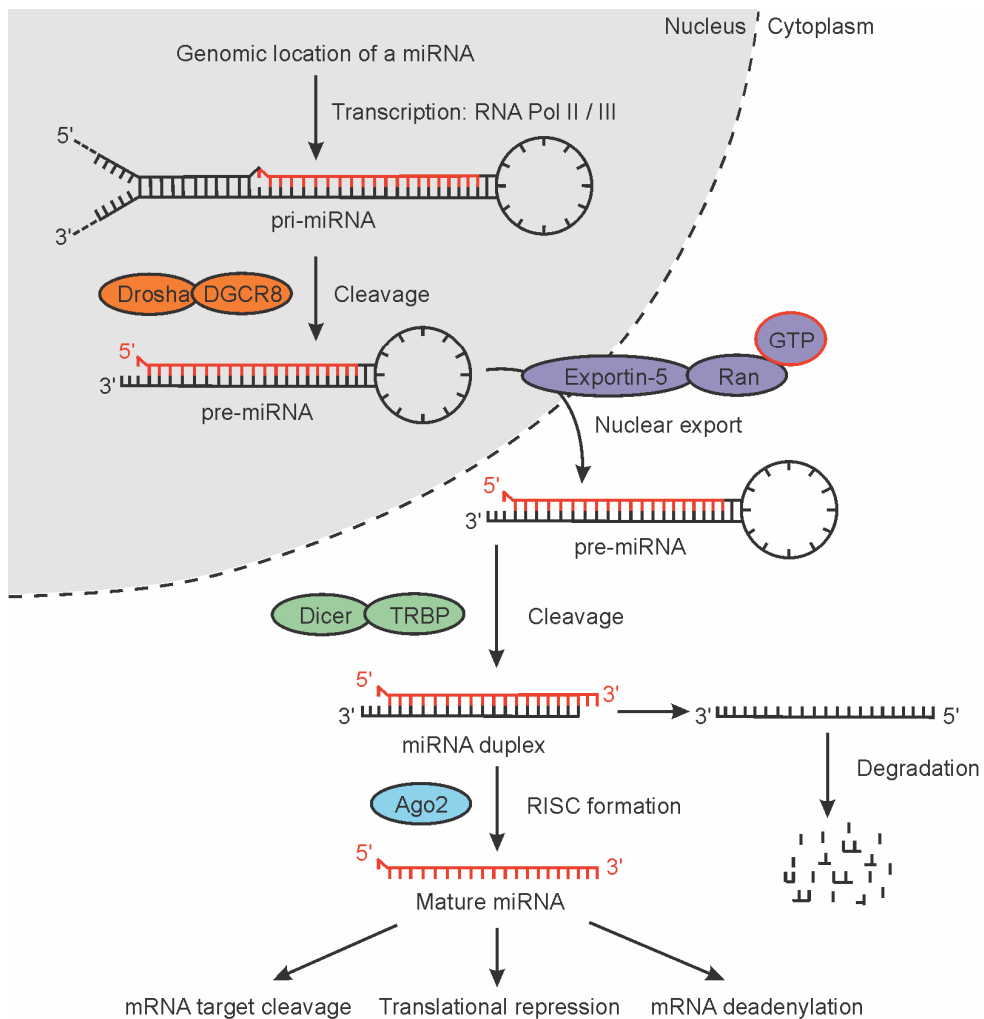 Nucleus
Cytoplasm
Genomic location of a miRNA
Transcription: RNA Pol II / III
5'
3'
pri-miRNA
Drosha
DGCR8
Cleavage
5'
3'
pre-miRNA
GTP
Exportin-5
Ran
Nuclear export
5'
3'
pre-miRNA
Dicer
TRBP
Cleavage
5'
3'
3'
miRNA duplex
3'
5'
Degradation
Ago2
RISC formation
5'
3'
Mature miRNA
mRNA target cleavage
Translational repression
mRNA deadenylation